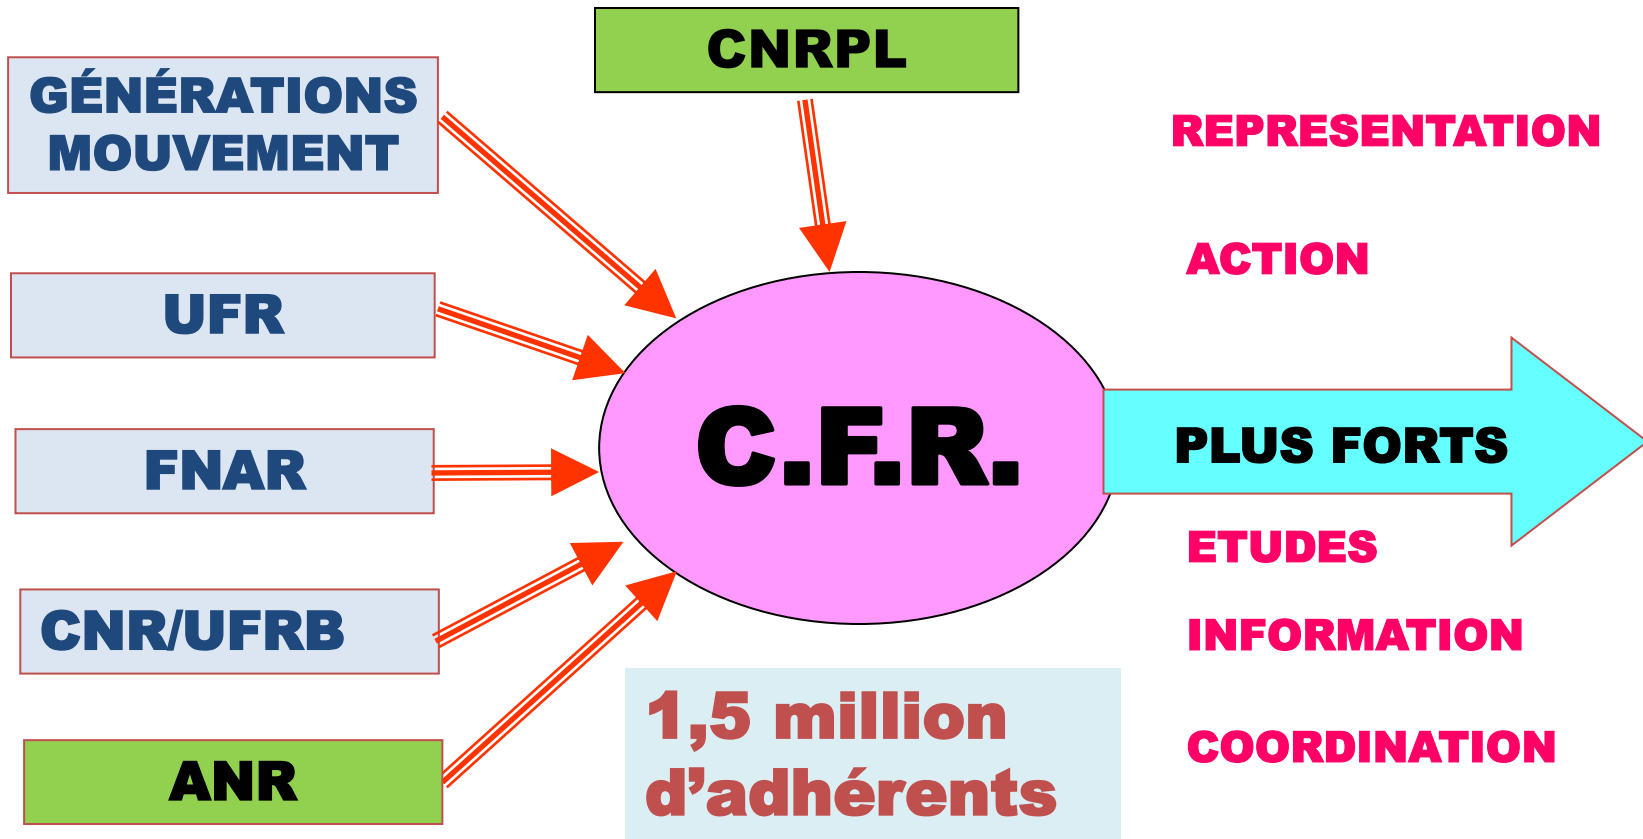 CNRPL
GÉNÉRATIONS
MOUVEMENT
REPRESENTATION
ACTION
UFR
C.F.R.
PLUS FORTS
FNAR
ETUDES
CNR/UFRB
INFORMATION
1,5 million
d’adhérents
COORDINATION
ANR